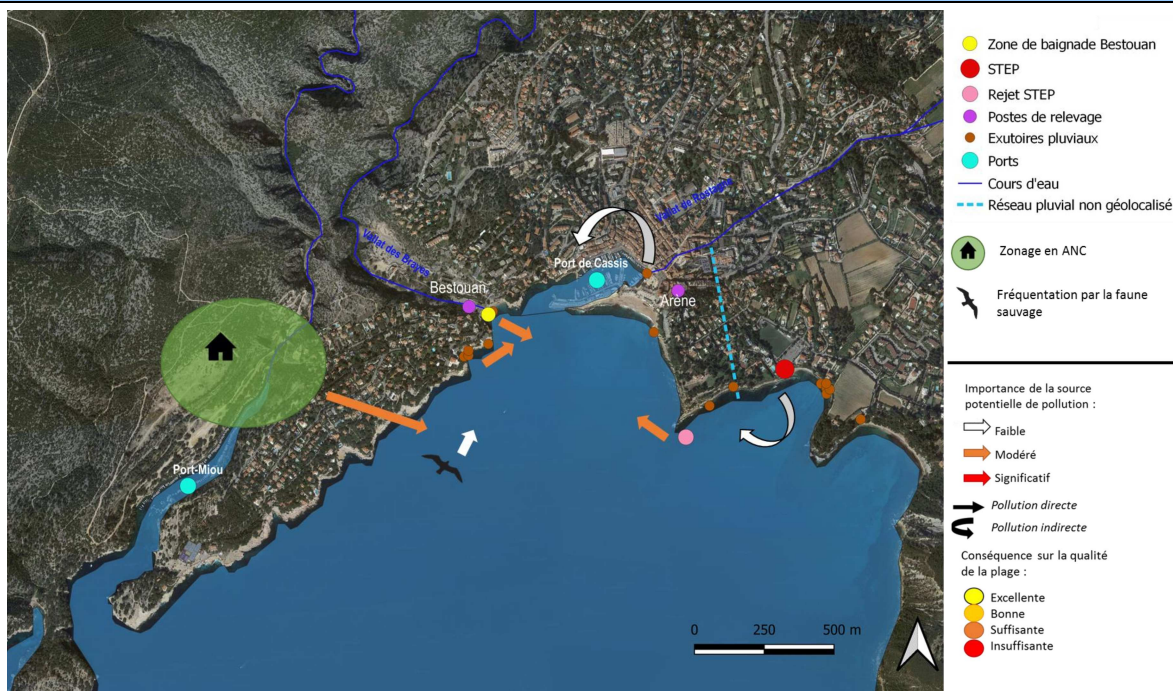 Vallat des Brayes
Vallat de Rostagne
Port de Cassis
Bestouan
Arène
Port-Miou
0 250 500 m
Zone de baignade Bestouan
STEP
Rejet STEP
Postes de relevage
Exutoires pluviaux
Ports
Cours d'eau
Réseau pluvial non géolocalisé
Zonage en ANC
Fréquentation par la faune
sauvage
Importance de la source
potentielle de pollution :
Faible
Modéré
Significatif
Pollution directe
Pollution indirecte
Conséquence sur la qualité
de la plage :
Excellente
Bonne
Suffisante
Insuffisante